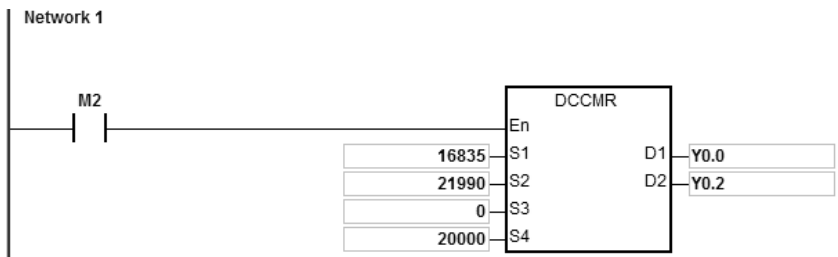 Network 1
M2
DCCMR
En
16835 S1 D1 Y0.0
21990 S2 D2 Y0.2
0 S3
20000 S4